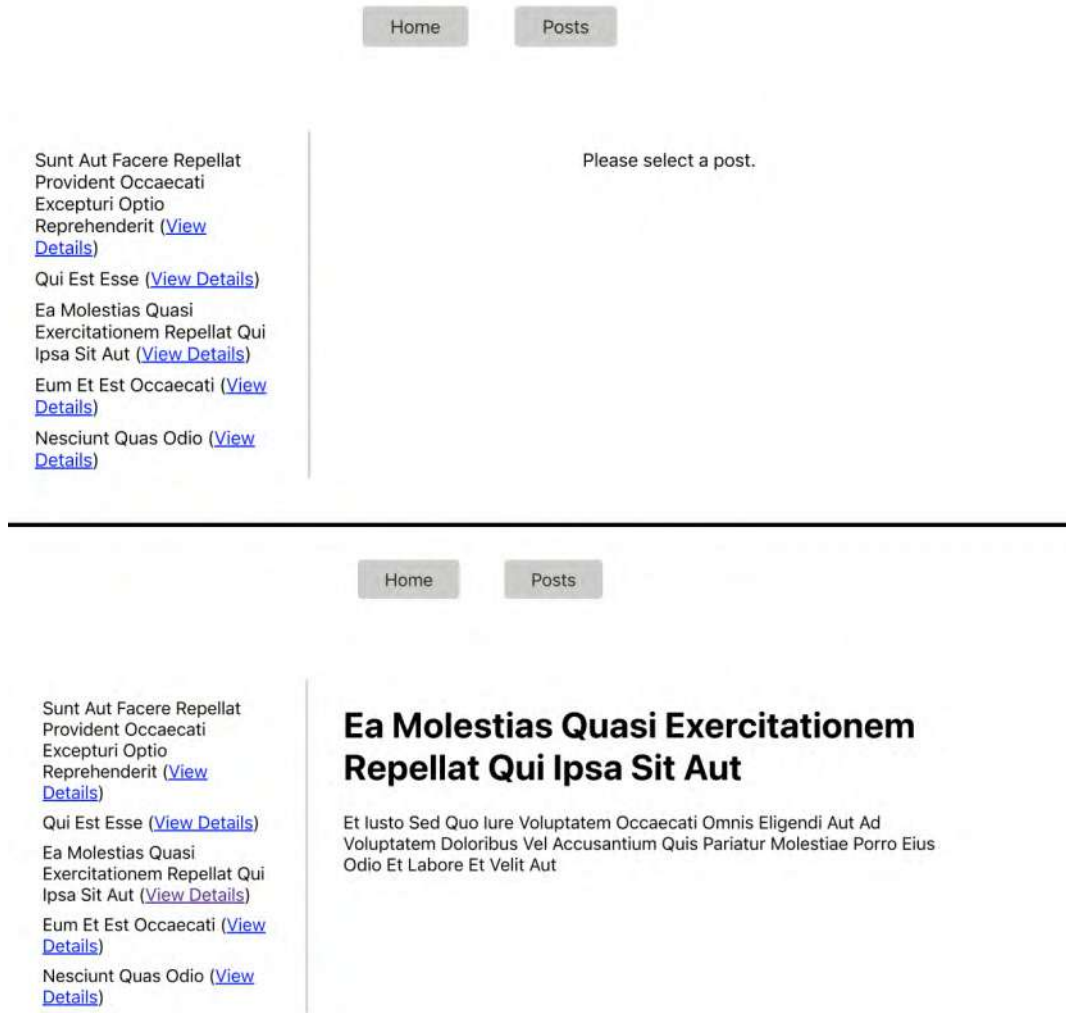 Home
Posts
Sunt Aut Facere Repellat
Provident Occaecati
Excepturi Optio
Reprehenderit (View
Details)
Qui Est Esse (View Details)
Ea Molestias Quasi
Exercitationem Repellat Qui
Ipsa Sit Aut (View Details)
Eum Et Est Occaecati (View
Details)
Nesciunt Quas Odio (View
Details)
Please select a post.
Home
Posts
Sunt Aut Facere Repellat
Provident Occaecati
Excepturi Optio
Reprehenderit (View
Details)
Qui Est Esse (View Details)
Ea Molestias Quasi
Exercitationem Repellat Qui
Ipsa Sit Aut (View Details)
Eum Et Est Occaecati (View
Details)
Nesciunt Quas Odio (View
Details)
Ea Molestias Quasi Exercitationem
Repellat Qui Ipsa Sit Aut
Et Iusto Sed Quo Iure Voluptatem Occaecati Omnis Eligendi Aut Ad
Voluptatem Doloribus Vel Accusantium Quis Pariatur Molestiae Porro Eius
Odio Et Labore Et Velit Aut